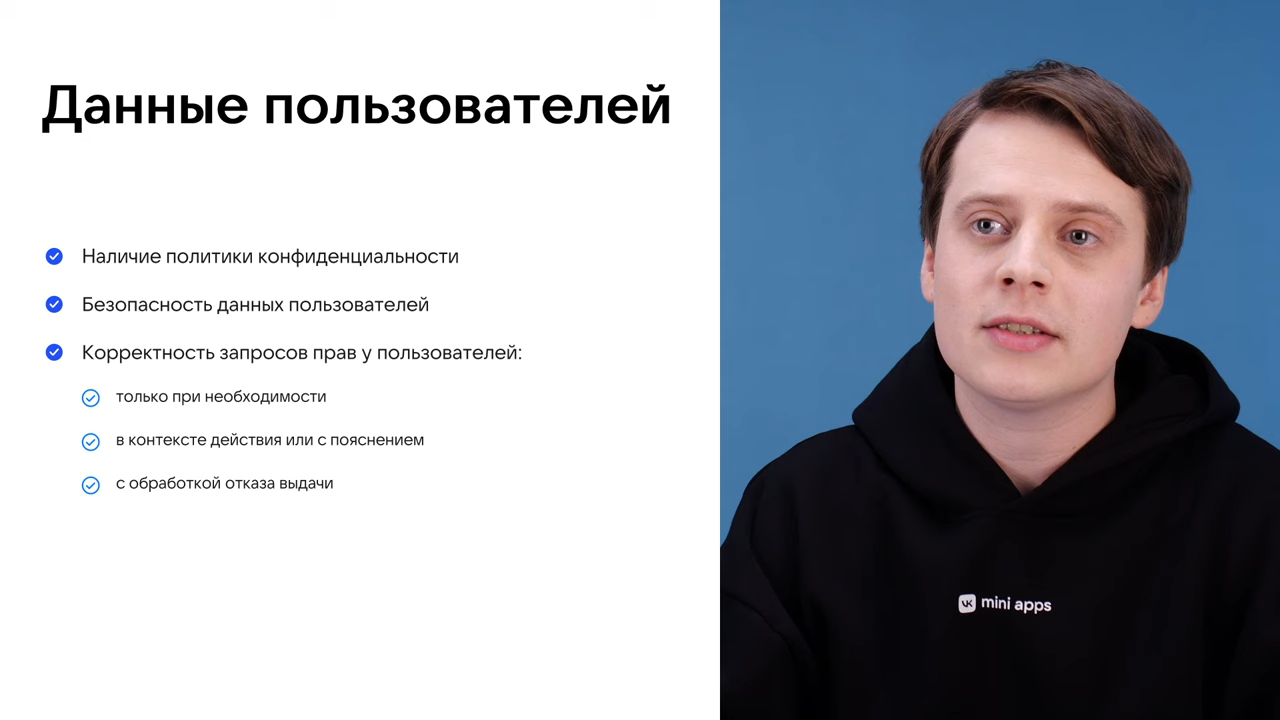 Данные пользователей
Наличие политики конфиденциальности
Безопасность данных пользователей
Корректность запросов прав у пользователей:
только при необходимости
в контексте действия или с пояснением
с обработкой отказа выдачи
mini apps